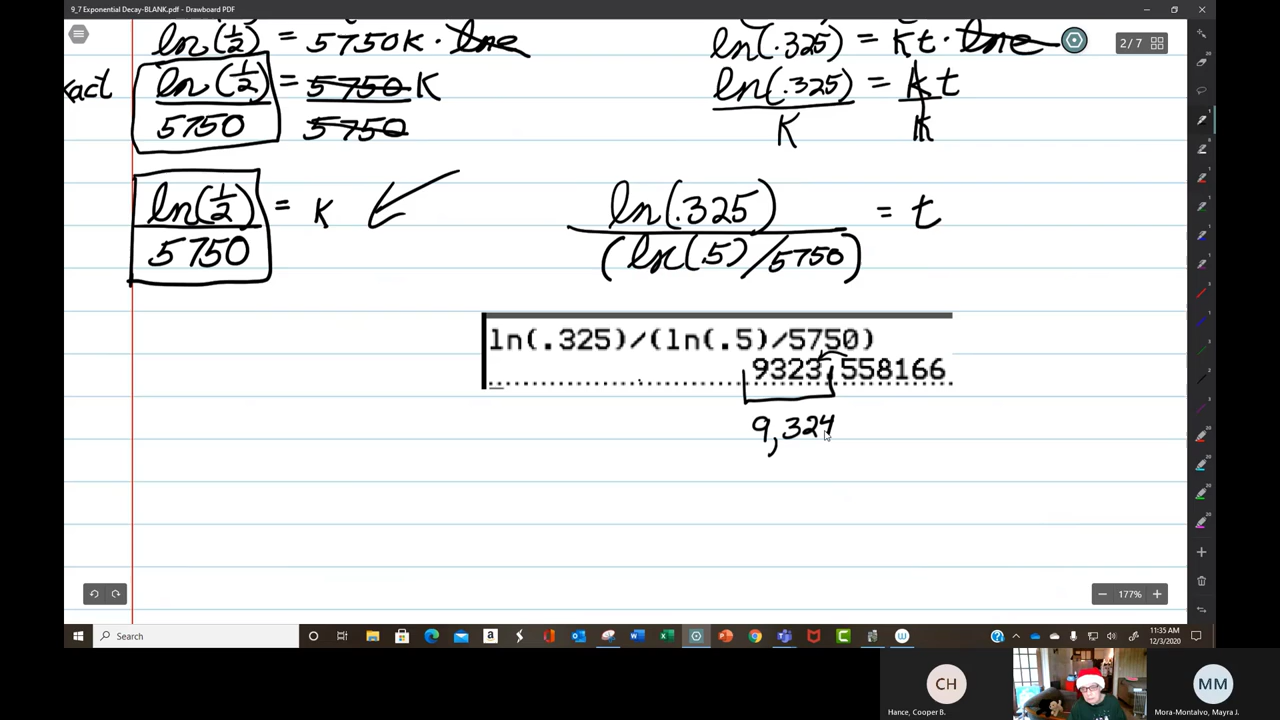 9_7 Exponential Decay-BLANK.pdf - Drawboard PDF
2/7
ln(1/2) = 5750K · lne
ln(1/2) = 5750 K
5750 5750
ln(1/2) = K
5750
ln(.325) = Kt · lne
ln(.325) = K t
K K
ln(.325) = t
(ln(.5)/5750)
ln(.325)/(ln(.5)/5750)
9323.558166
9,324
177%
Search
11:35 AM
12/3/2020
CH
Hance, Cooper B.
MM
Mora-Montalvo, Mayra J.